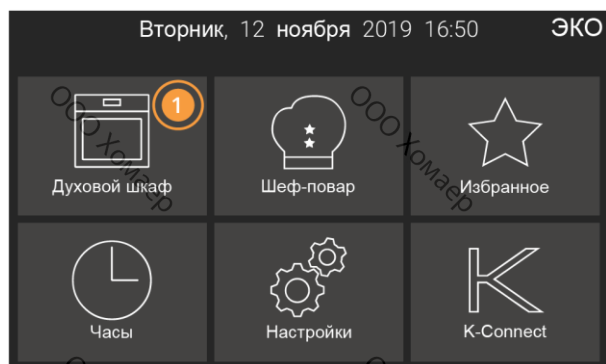 Вторник, 12 ноября 2019 16:50 ЭКО
1
Духовой шкаф Шеф-повар Избранное
Часы Настройки K-Connect
ООО Хомаер
ООО Хомаер